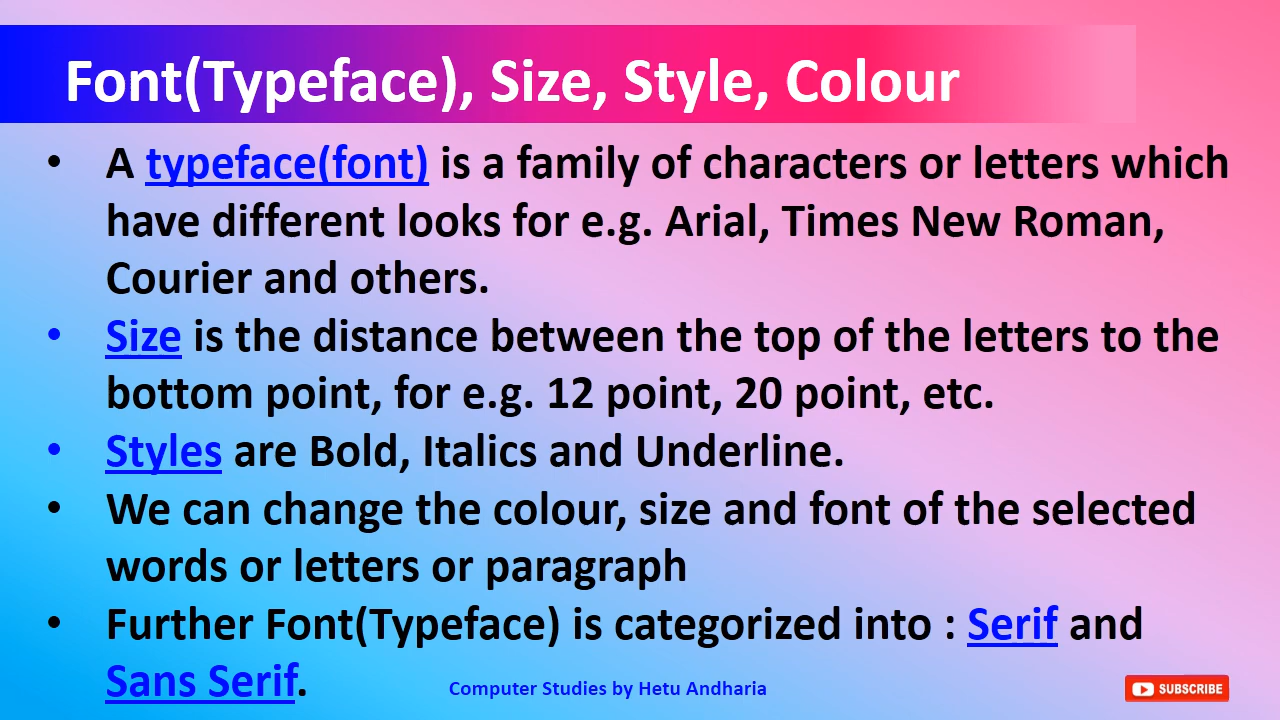 Font(Typeface), Size, Style, Colour
• A typeface(font) is a family of characters or letters which
have different looks for e.g. Arial, Times New Roman,
Courier and others.
• Size is the distance between the top of the letters to the
bottom point, for e.g. 12 point, 20 point, etc.
• Styles are Bold, Italics and Underline.
• We can change the colour, size and font of the selected
words or letters or paragraph
• Further Font(Typeface) is categorized into : Serif and
Sans Serif.
Computer Studies by Hetu Andharia
SUBSCRIBE